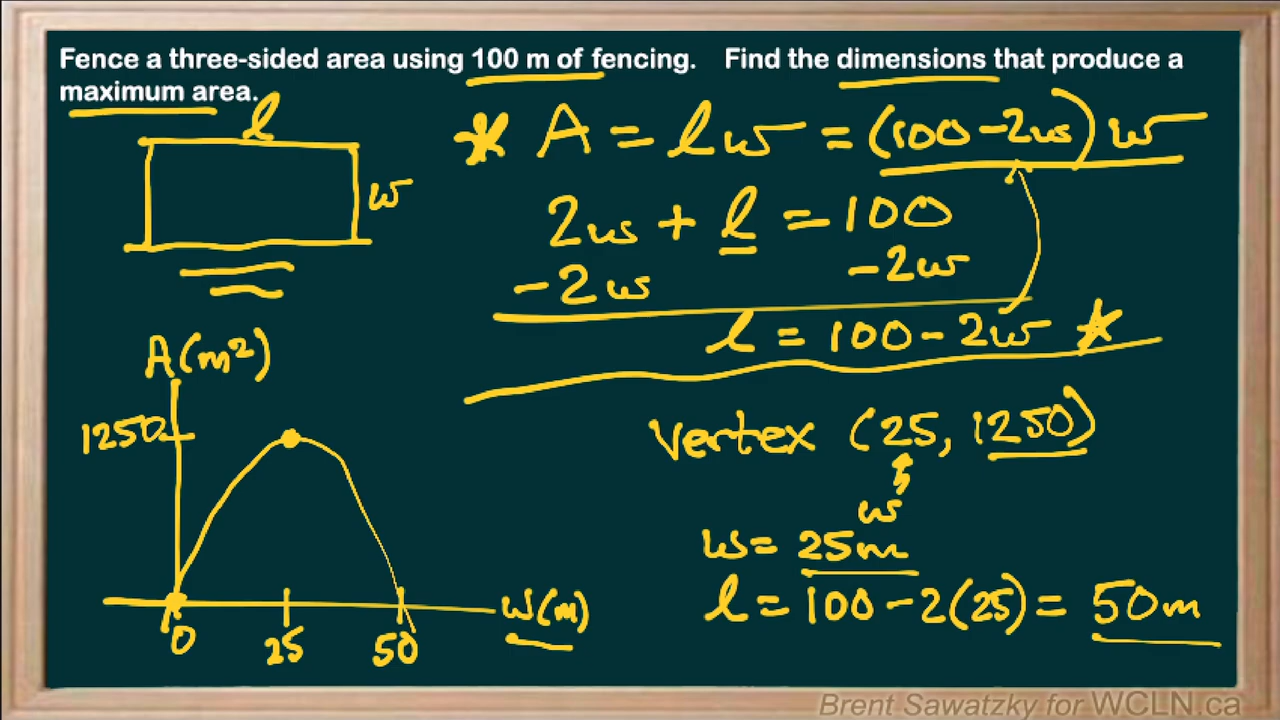 Fence a three-sided area using 100 m of fencing. Find the dimensions that produce a
maximum area.
l
w
* A = lw = (100 - 2w) w
2w + l = 100
- 2w - 2w
l = 100 - 2w *
A (m²)
1250
0 25 50
w (m)
Vertex (25, 1250)
w
w = 25m
l = 100 - 2(25) = 50m
Brent Sawatzky for WCLN.ca